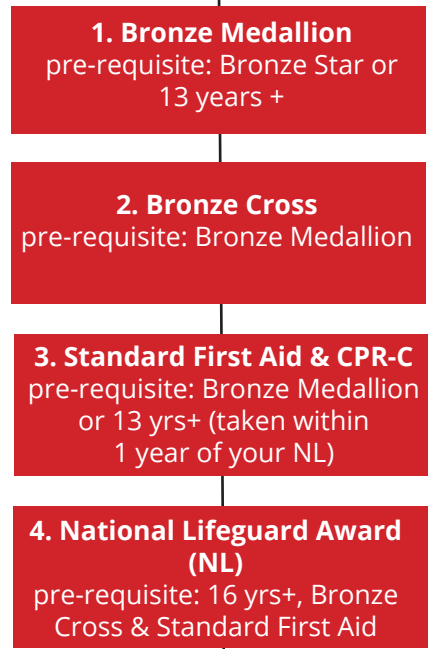 1. Bronze Medallion
pre-requisite: Bronze Star or
13 years +
2. Bronze Cross
pre-requisite: Bronze Medallion
3. Standard First Aid & CPR-C
pre-requisite: Bronze Medallion
or 13 yrs+ (taken within
1 year of your NL)
4. National Lifeguard Award
(NL)
pre-requisite: 16 yrs+, Bronze
Cross & Standard First Aid